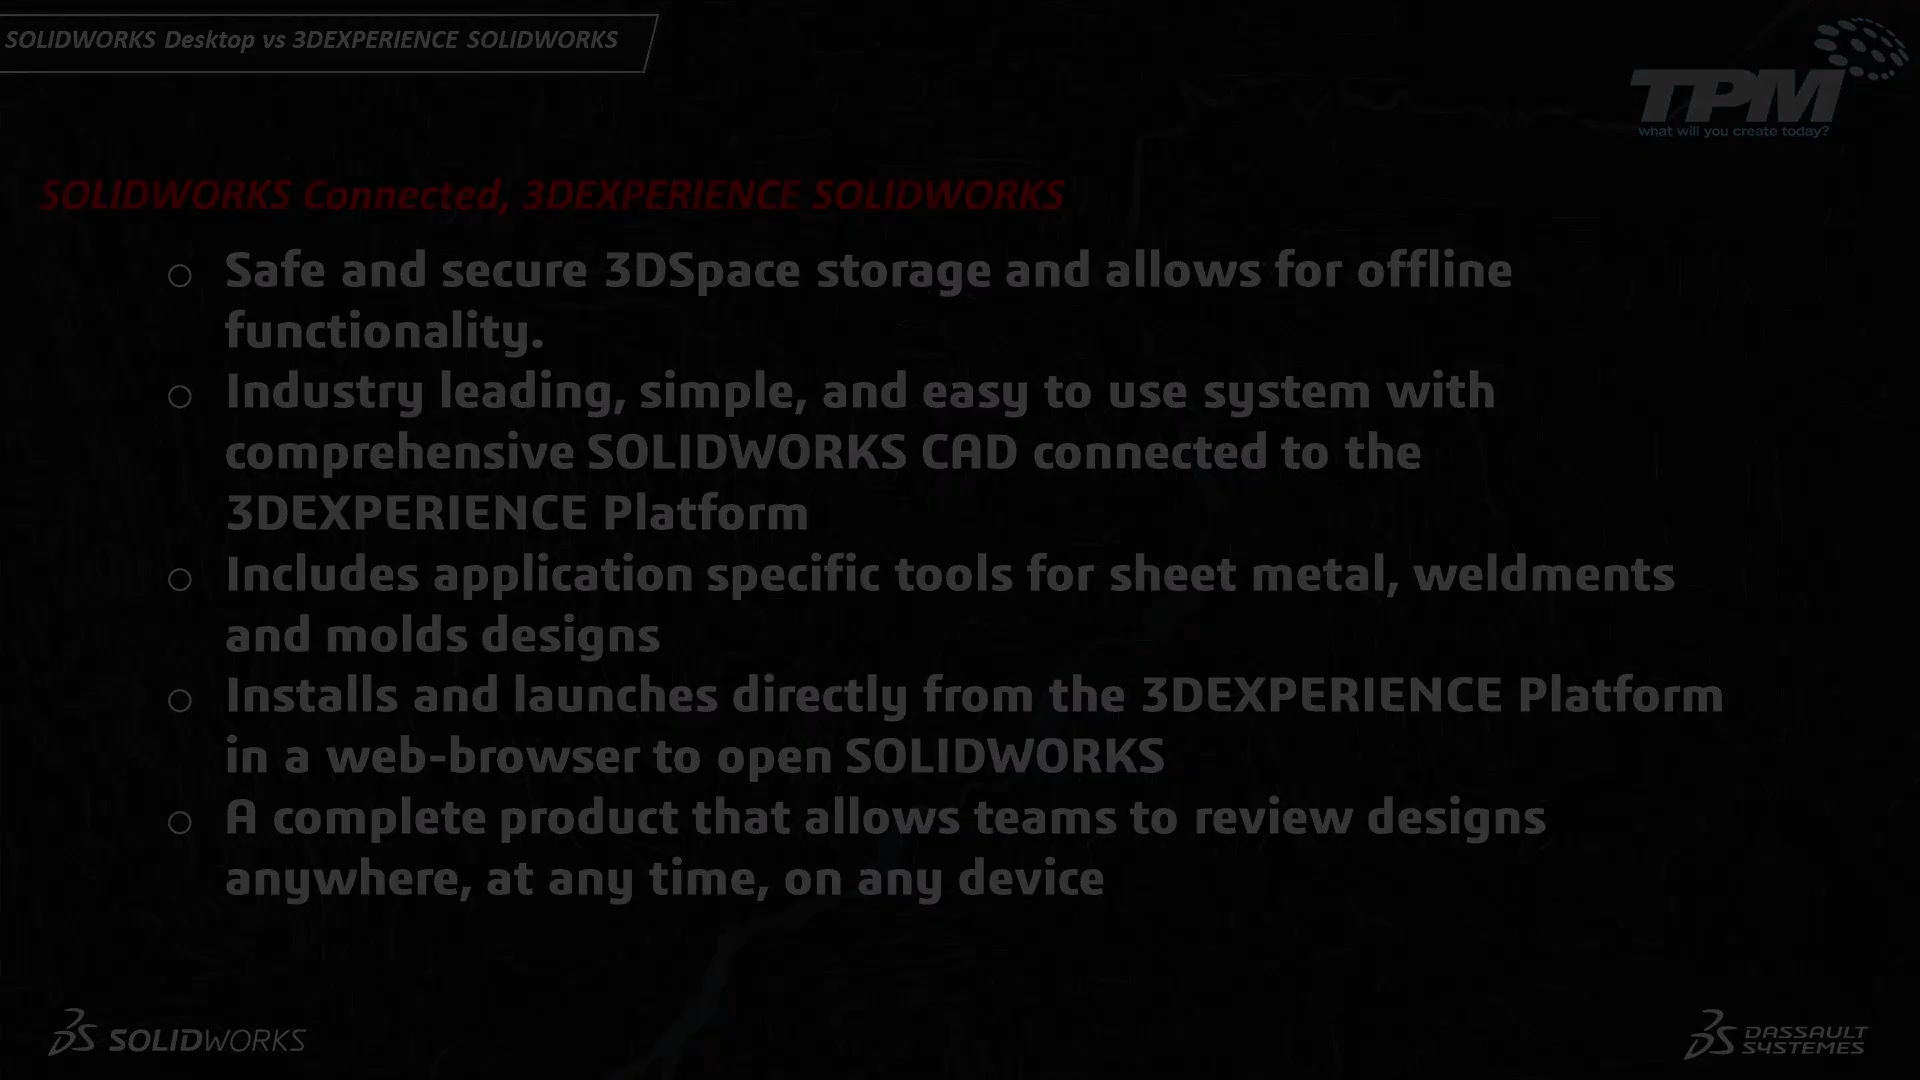 SOLIDWORKS Desktop vs 3DEXPERIENCE SOLIDWORKS
TPM
what will you create today?
SOLIDWORKS Connected, 3DEXPERIENCE SOLIDWORKS
○ Safe and secure 3DSpace storage and allows for offline
functionality.
○ Industry leading, simple, and easy to use system with
comprehensive SOLIDWORKS CAD connected to the
3DEXPERIENCE Platform
○ Includes application specific tools for sheet metal, weldments
and molds designs
○ Installs and launches directly from the 3DEXPERIENCE Platform
in a web-browser to open SOLIDWORKS
○ A complete product that allows teams to review designs
anywhere, at any time, on any device
SOLIDWORKS
DASSAULT
SYSTEMES